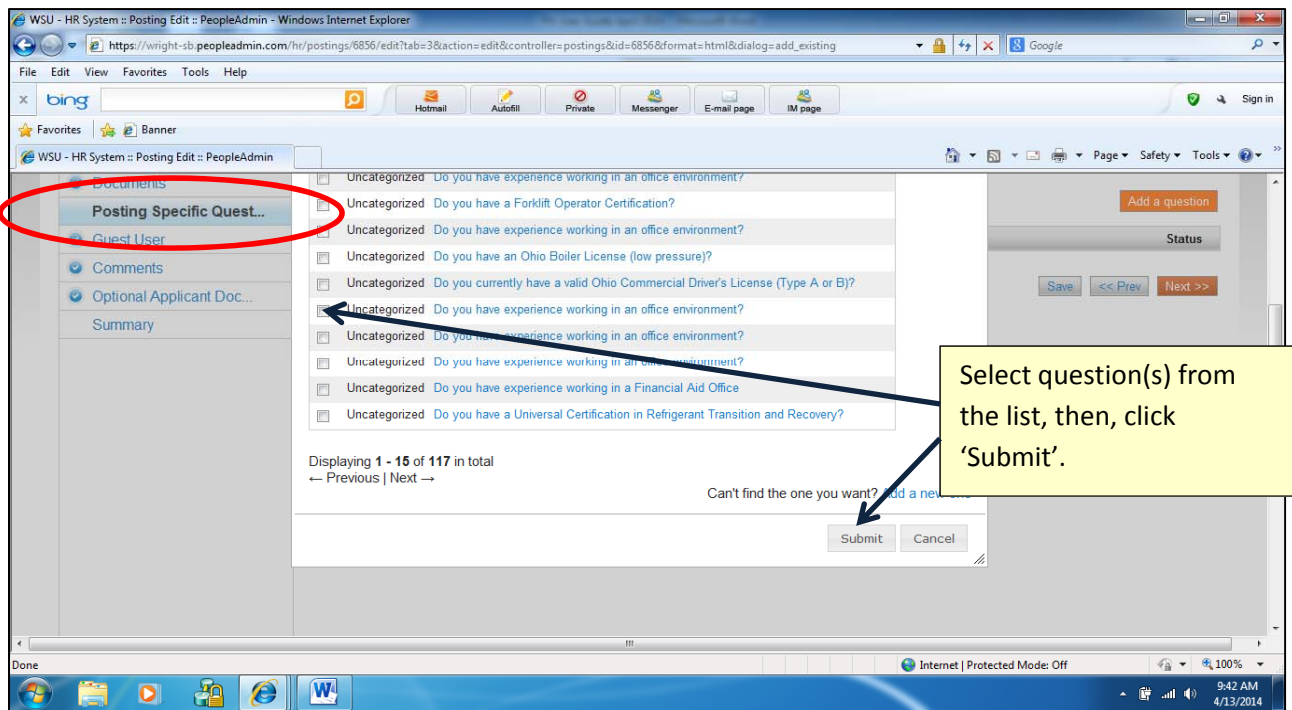 WSU - HR System :: Posting Edit :: PeopleAdmin - Windows Internet Explorer
https://wright-sb.peopleadmin.com/hr/postings/6856/edit?tab=3&action=edit&controller=postings&id=6856&format=html&dialog=add_existing
Google
File Edit View Favorites Tools Help
x bing Hotmail Autofill Private Messenger E-mail page IM page Sign in
Favorites Banner
WSU - HR System :: Posting Edit :: PeopleAdmin Page Safety Tools »
Documents
Posting Specific Quest...
Guest User
Comments
Optional Applicant Doc...
Summary
Uncategorized Do you have experience working in an office environment?
Uncategorized Do you have a Forklift Operator Certification?
Uncategorized Do you have experience working in an office environment?
Uncategorized Do you have an Ohio Boiler License (low pressure)?
Uncategorized Do you currently have a valid Ohio Commercial Driver's License (Type A or B)?
Uncategorized Do you have experience working in an office environment?
Uncategorized Do you have experience working in an office environment?
Uncategorized Do you have experience working in an office environment?
Uncategorized Do you have experience working in a Financial Aid Office
Uncategorized Do you have a Universal Certification in Refrigerant Transition and Recovery?
Displaying 1 - 15 of 117 in total
← Previous | Next →
Can't find the one you want? Add a new one
Submit Cancel
Add a question
Status
Save << Prev Next >>
Select question(s) from
the list, then, click
‘Submit’.
Done Internet | Protected Mode: Off 100%
9:42 AM
4/13/2014